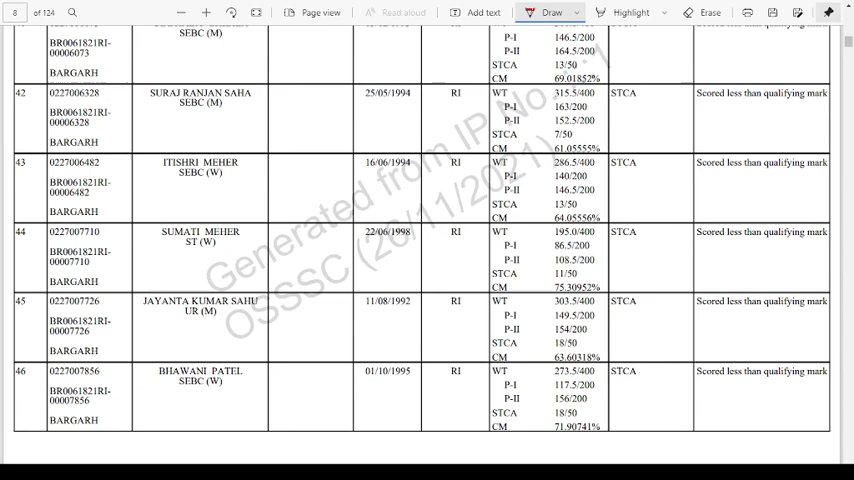 8 of 124 Page view Read aloud Add text Draw Highlight Erase
SEBC (M)
P-I 146.5/200
BR0061821RI-
00006073
P-II 164.5/200
STCA 13/50
BARGARH
CM 69.01852%
42 0227006328 SURAJ RANJAN SAHA 25/05/1994 RI WT 315.5/400 STCA Scored less than qualifying mark
SEBC (M)
P-I 163/200
BR0061821RI-
00006328
P-II 152.5/200
STCA 7/50
BARGARH
CM 61.05555%
43 0227006482 ITISHRI MEHER 16/06/1994 RI WT 286.5/400 STCA Scored less than qualifying mark
SEBC (W)
P-I 140/200
BR0061821RI-
00006482
P-II 146.5/200
STCA 13/50
BARGARH
CM 64.05556%
44 0227007710 SUMATI MEHER 22/06/1998 RI WT 195.0/400 STCA Scored less than qualifying mark
ST (W)
P-I 86.5/200
BR0061821RI-
00007710
P-II 108.5/200
STCA 11/50
BARGARH
CM 75.30952%
45 0227007726 JAYANTA KUMAR SAHU 11/08/1992 RI WT 303.5/400 STCA Scored less than qualifying mark
UR (M)
P-I 149.5/200
BR0061821RI-
00007726
P-II 154/200
STCA 18/50
BARGARH
CM 63.60318%
46 0227007856 BHAWANI PATEL 01/10/1995 RI WT 273.5/400 STCA Scored less than qualifying mark
SEBC (W)
P-I 117.5/200
BR0061821RI-
00007856
P-II 156/200
STCA 18/50
BARGARH
CM 71.90741%
Generated from IP No. . . 1
OSSSC (26/11/2021)